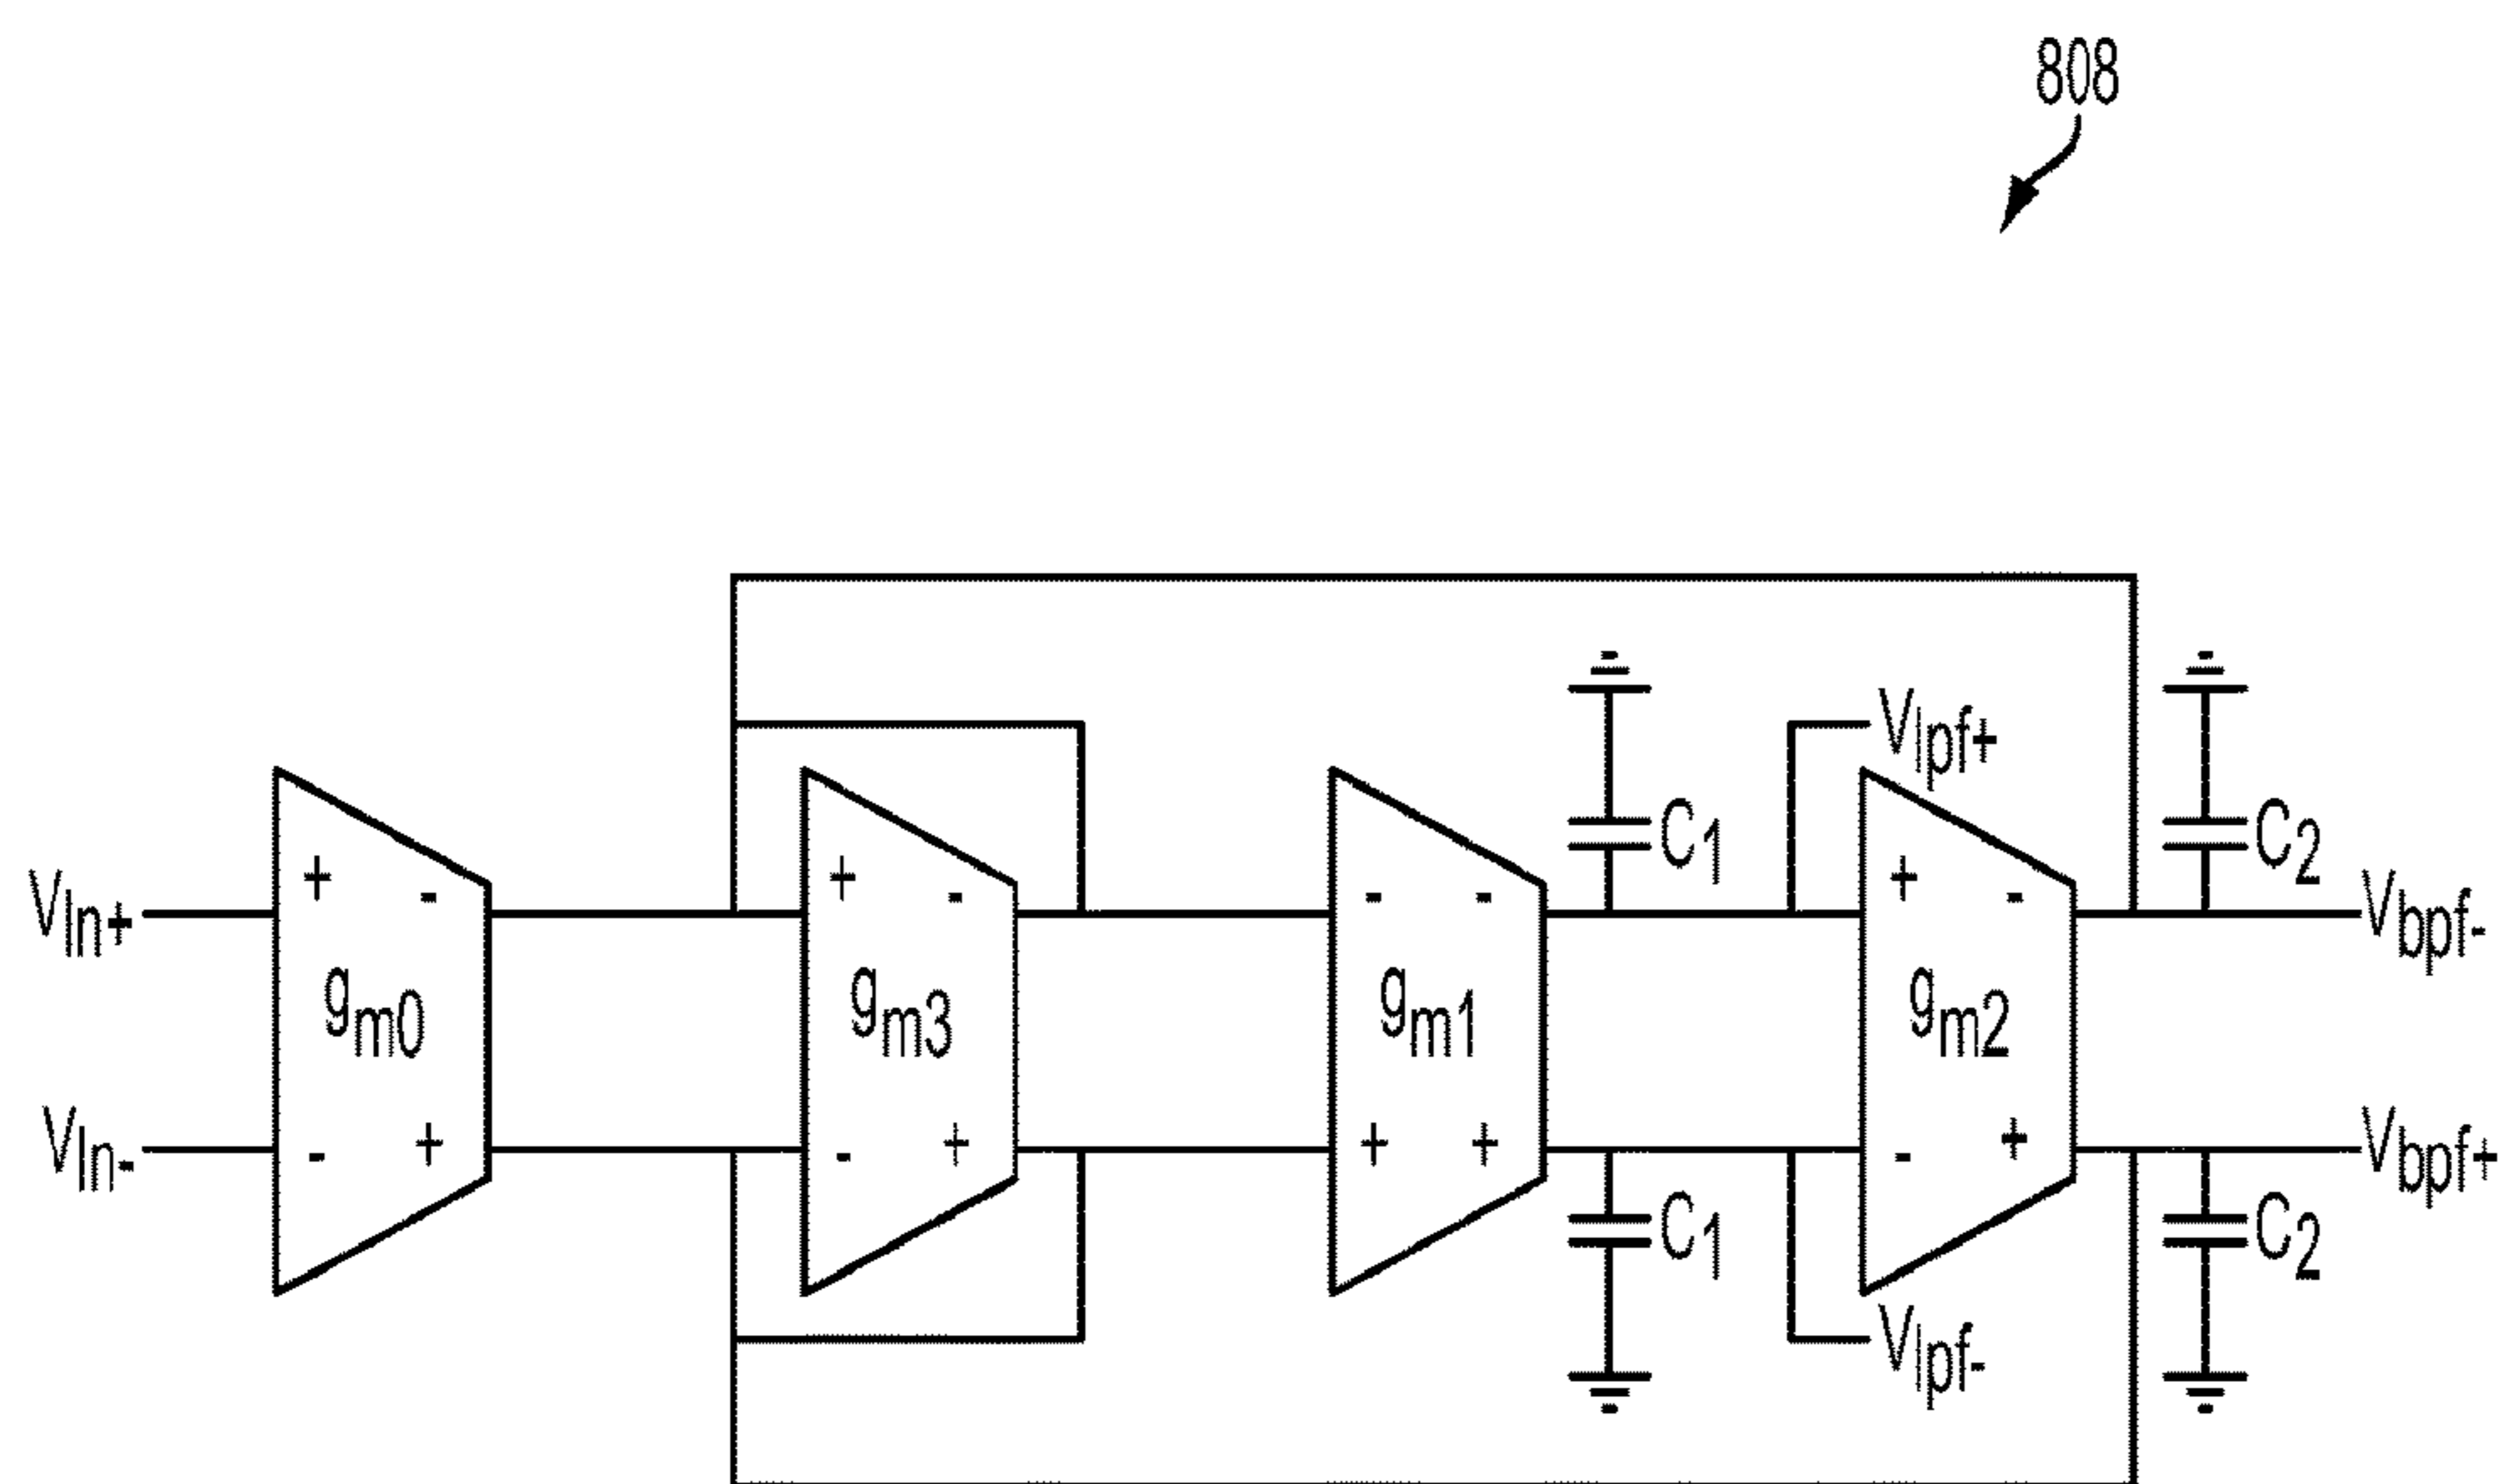 808
VIn+
VIn-
+ -
gm0
- +
+ -
gm3
- +
- -
gm1
+ +
C1
C1
Vlpf+
Vlpf-
+ -
gm2
- +
C2
C2
Vbpf-
Vbpf+